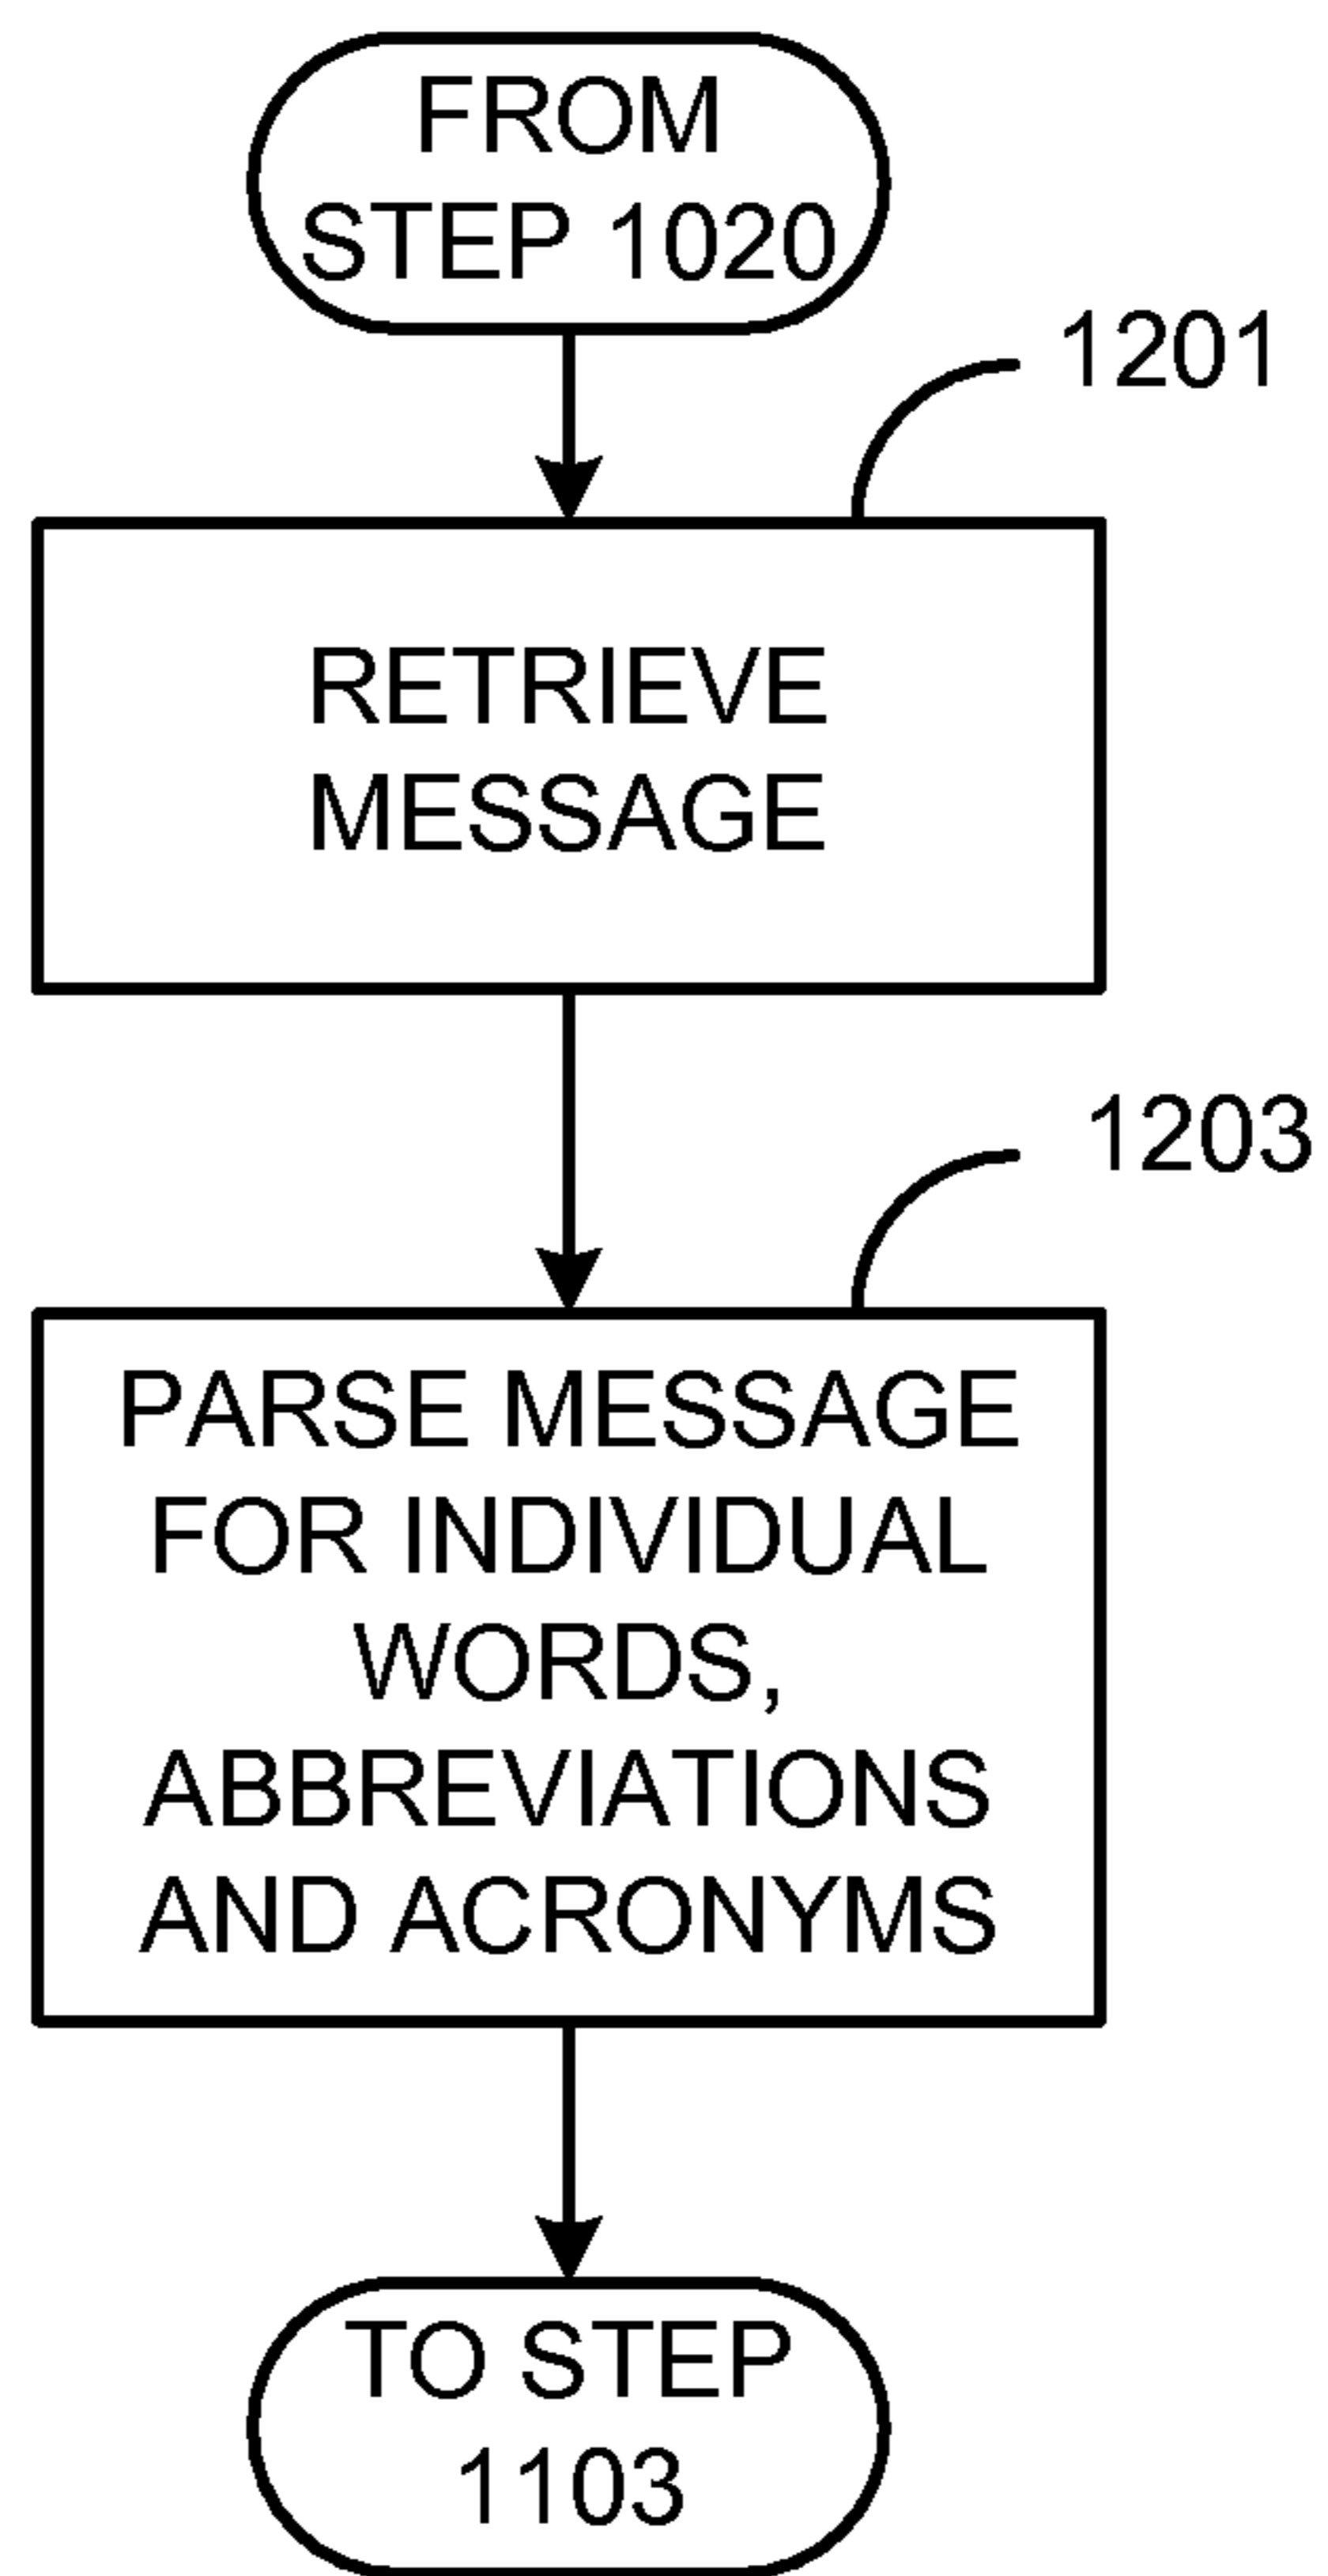 FROM
STEP 1020
1201
RETRIEVE
MESSAGE
1203
PARSE MESSAGE
FOR INDIVIDUAL
WORDS,
ABBREVIATIONS
AND ACRONYMS
TO STEP
1103